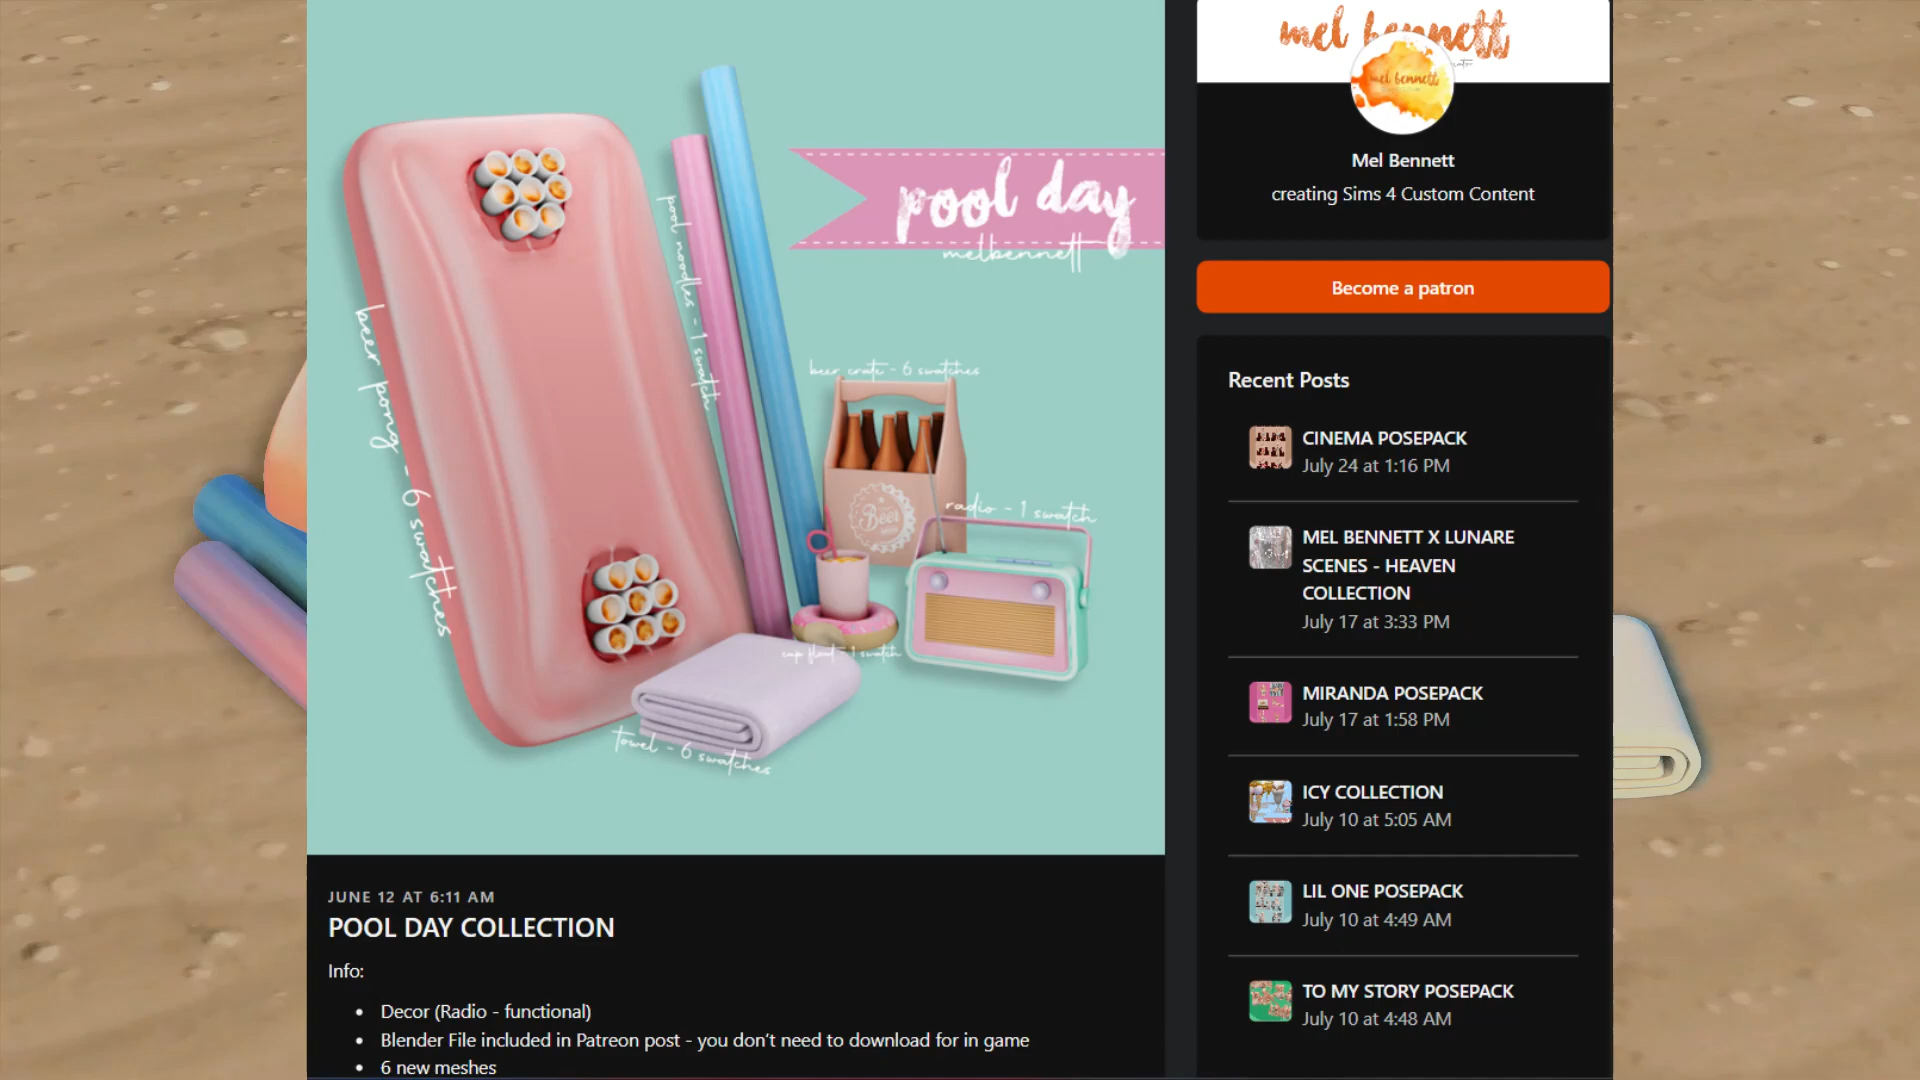 pool day
melbennett
pool noodles - 1 swatch
beer pong - 6 swatches
beer crate - 6 swatches
Beer
radio - 1 swatch
cup float - 1 swatch
towel - 6 swatches
JUNE 12 AT 6:11 AM
POOL DAY COLLECTION
Info:
• Decor (Radio - functional)
• Blender File included in Patreon post - you don’t need to download for in game
• 6 new meshes
mel bennett
mel bennett
Mel Bennett
creating Sims 4 Custom Content
Become a patron
Recent Posts
CINEMA POSEPACK
July 24 at 1:16 PM
MEL BENNETT X LUNARE
SCENES - HEAVEN
COLLECTION
July 17 at 3:33 PM
MIRANDA POSEPACK
July 17 at 1:58 PM
ICY COLLECTION
July 10 at 5:05 AM
LIL ONE POSEPACK
July 10 at 4:49 AM
TO MY STORY POSEPACK
July 10 at 4:48 AM